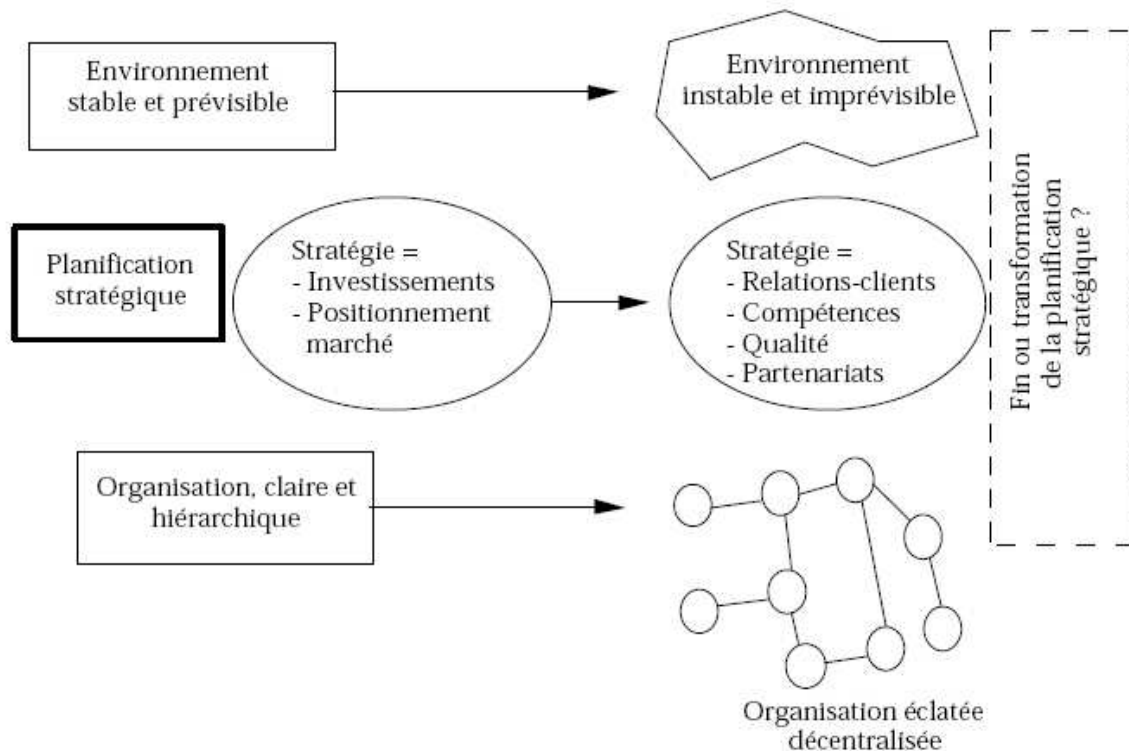 Environnement
stable et prévisible
Environnement
instable et imprévisible
Planification
stratégique
Stratégie =
- Investissements
- Positionnement
marché
Stratégie =
- Relations-clients
- Compétences
- Qualité
- Partenariats
Organisation, claire et
hiérarchique
Organisation éclatée
décentralisée
Fin ou transformation
de la planification
stratégique ?